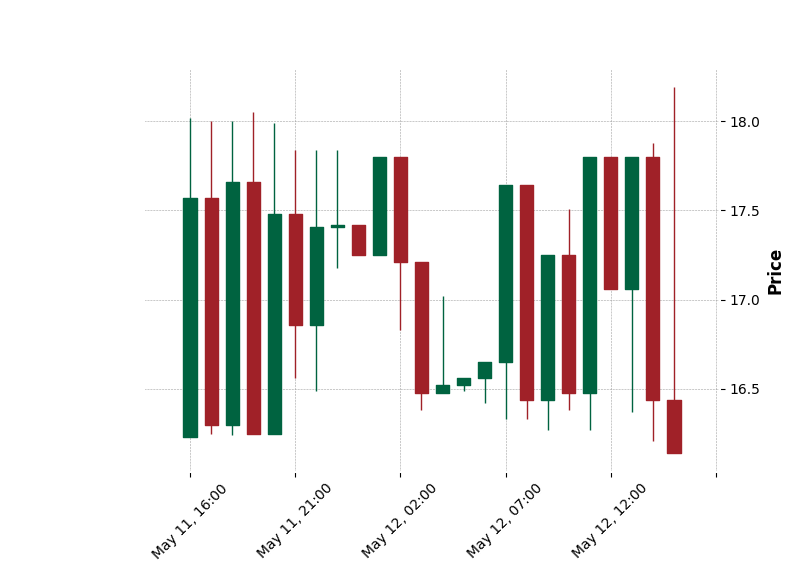 18.0
17.5
17.0
16.5
Price
May 11, 16:00
May 11, 21:00
May 12, 02:00
May 12, 07:00
May 12, 12:00